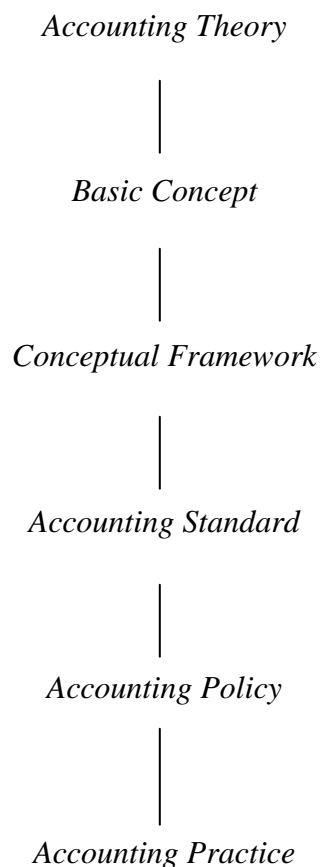 Accounting Theory
Basic Concept
Conceptual Framework
Accounting Standard
Accounting Policy
Accounting Practice